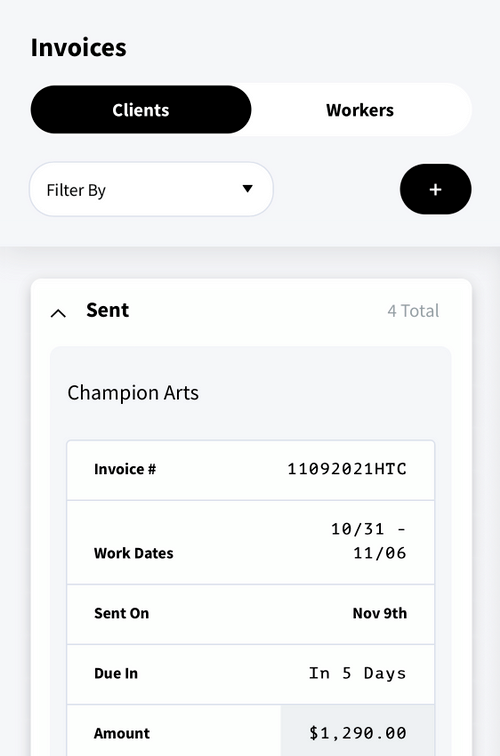 Invoices
Clients Workers
Filter By +
Sent 4 Total
Champion Arts
Invoice # 11092021HTC
10/31 -
Work Dates 11/06
Sent On Nov 9th
Due In In 5 Days
Amount $1,290.00